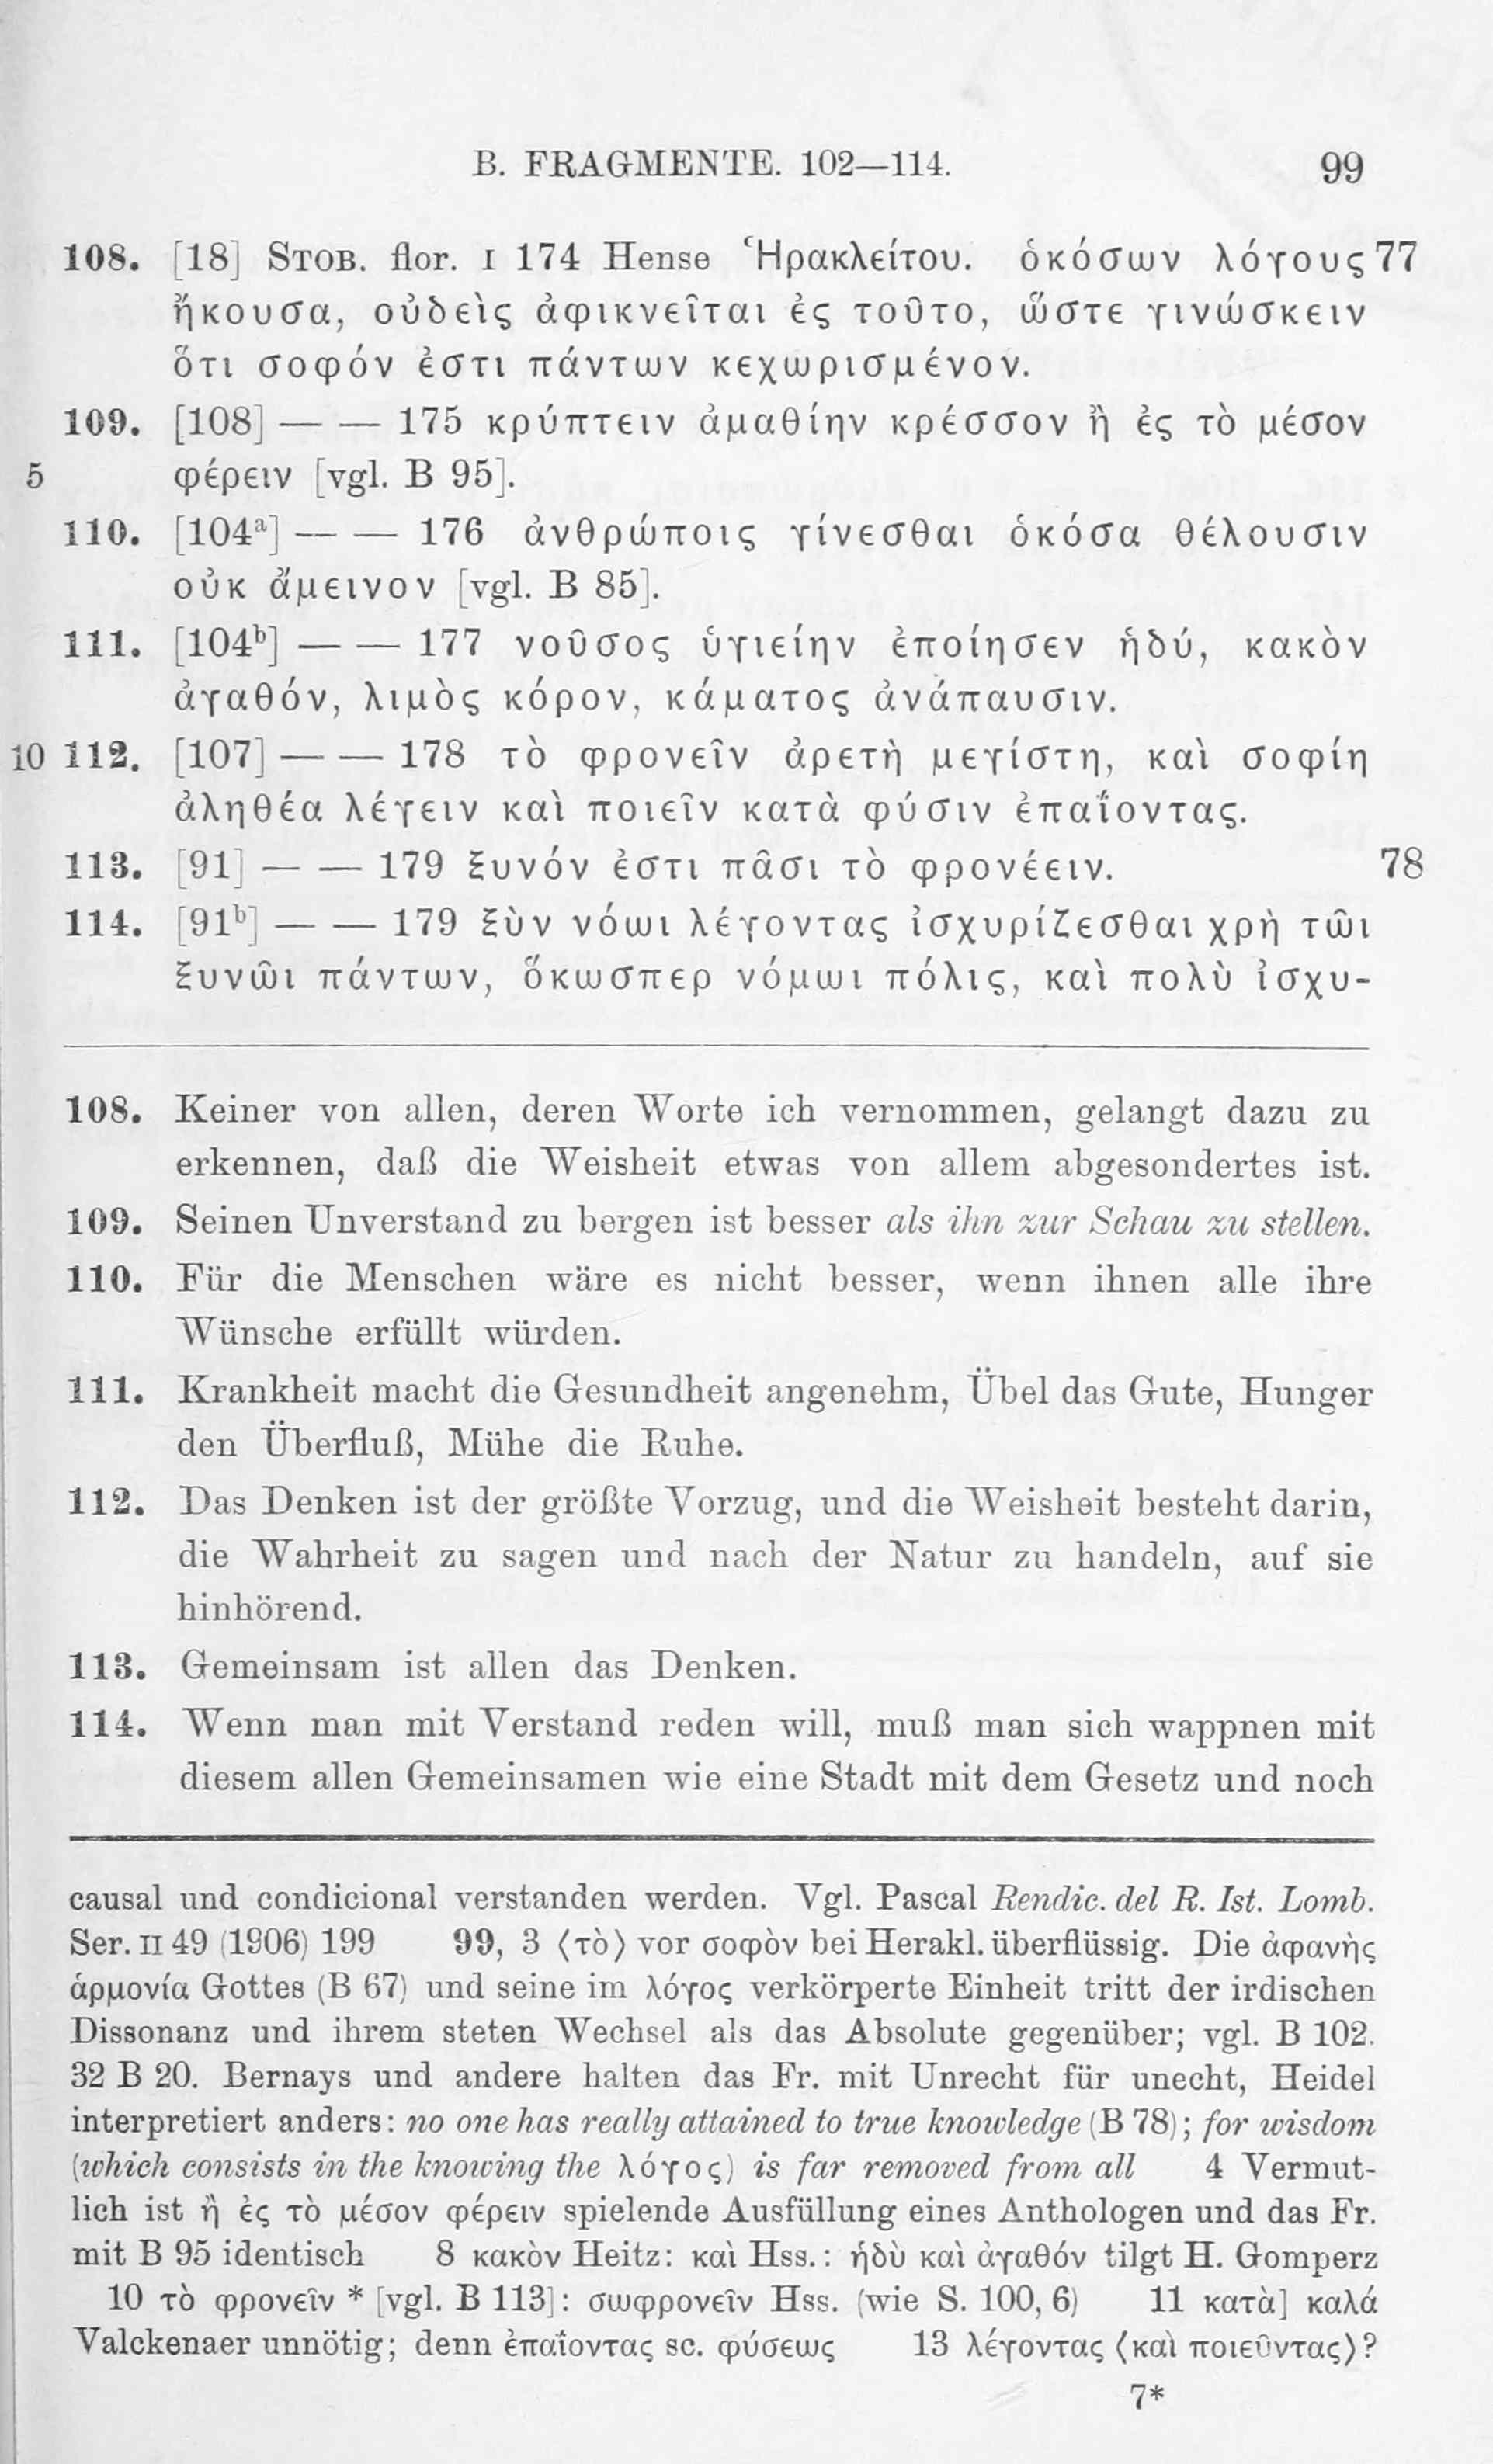 B. FRAGMENTE. 102—114. 99
108. [18] STOB. flor. I 174 Hense Ἡρακλείτου. ὁκόσων λόγους 77
ἤκουσα, οὐδεὶς ἀφικνεῖται ἐς τοῦτο, ὥστε γινώσκειν
ὅτι σοφόν ἐστι πάντων κεχωρισμένον.
109. [108] — — 175 κρύπτειν ἀμαθίην κρέσσον ἢ ἐς τὸ μέσον
5 φέρειν [vgl. B 95].
110. [104ᵃ] — — 176 ἀνθρώποις γίνεσθαι ὁκόσα θέλουσιν
οὐκ ἄμεινον [vgl. B 85].
111. [104ᵇ] — — 177 νοῦσος ὑγιείην ἐποίησεν ἡδύ, κακὸν
ἀγαθόν, λιμὸς κόρον, κάματος ἀνάπαυσιν.
10 112. [107] — — 178 τὸ φρονεῖν ἀρετὴ μεγίστη, καὶ σοφίη
ἀληθέα λέγειν καὶ ποιεῖν κατὰ φύσιν ἐπαΐοντας.
113. [91] — — 179 ξυνόν ἐστι πᾶσι τὸ φρονέειν. 78
114. [91ᵇ] — — 179 ξὺν νόωι λέγοντας ἰσχυρίζεσθαι χρὴ τῶι
ξυνῶι πάντων, ὅκωσπερ νόμωι πόλις, καὶ πολὺ ἰσχυ-
108. Keiner von allen, deren Worte ich vernommen, gelangt dazu zu
erkennen, daß die Weisheit etwas von allem abgesondertes ist.
109. Seinen Unverstand zu bergen ist besser als ihn zur Schau zu stellen.
110. Für die Menschen wäre es nicht besser, wenn ihnen alle ihre
Wünsche erfüllt würden.
111. Krankheit macht die Gesundheit angenehm, Übel das Gute, Hunger
den Überfluß, Mühe die Ruhe.
112. Das Denken ist der größte Vorzug, und die Weisheit besteht darin,
die Wahrheit zu sagen und nach der Natur zu handeln, auf sie
hinhörend.
113. Gemeinsam ist allen das Denken.
114. Wenn man mit Verstand reden will, muß man sich wappnen mit
diesem allen Gemeinsamen wie eine Stadt mit dem Gesetz und noch
causal und condicional verstanden werden. Vgl. Pascal Rendic. del R. Ist. Lomb.
Ser. II 49 (1906) 199 99, 3 ⟨τὸ⟩ vor σοφὸν bei Herakl. überflüssig. Die ἀφανὴς
ἁρμονία Gottes (B 67) und seine im λόγος verkörperte Einheit tritt der irdischen
Dissonanz und ihrem steten Wechsel als das Absolute gegenüber; vgl. B 102.
32 B 20. Bernays und andere halten das Fr. mit Unrecht für unecht, Heidel
interpretiert anders: no one has really attained to true knowledge (B 78); for wisdom
(which consists in the knowing the λόγος) is far removed from all 4 Vermut-
lich ist ἢ ἐς τὸ μέσον φέρειν spielende Ausfüllung eines Anthologen und das Fr.
mit B 95 identisch 8 κακὸν Heitz: καὶ Hss.: ἡδὺ καὶ ἀγαθόν tilgt H. Gomperz
10 τὸ φρονεῖν * [vgl. B 113]: σωφρονεῖν Hss. (wie S. 100, 6) 11 κατὰ] καλά
Valckenaer unnötig; denn ἐπαΐοντας sc. φύσεως 13 λέγοντας ⟨καὶ ποιεῦντας⟩?
7*